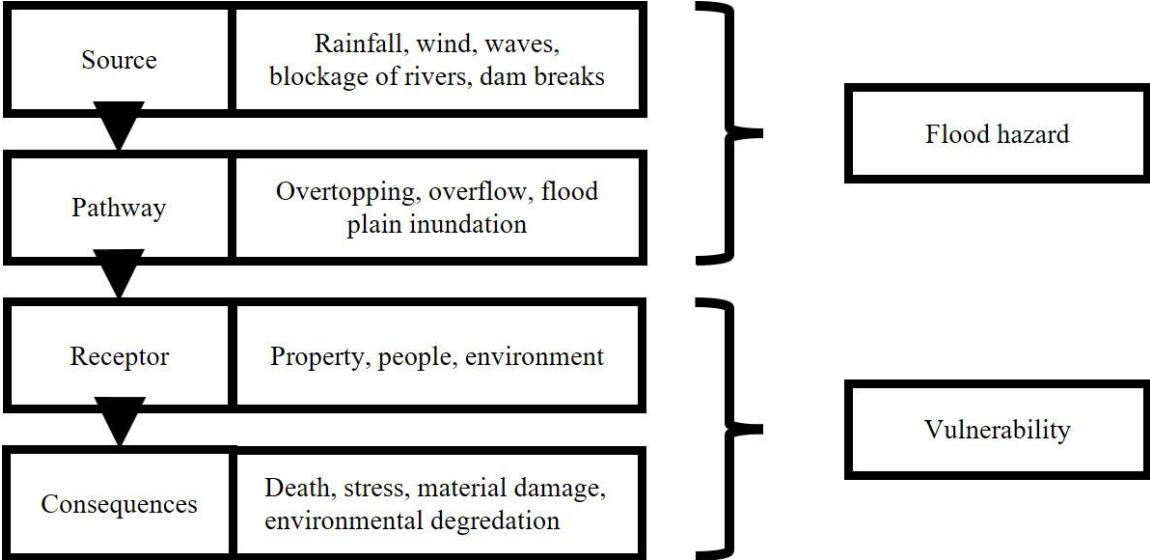 Source
Rainfall, wind, waves,
blockage of rivers, dam breaks
Pathway
Overtopping, overflow, flood
plain inundation
Flood hazard
Receptor
Property, people, environment
Consequences
Death, stress, material damage,
environmental degredation
Vulnerability